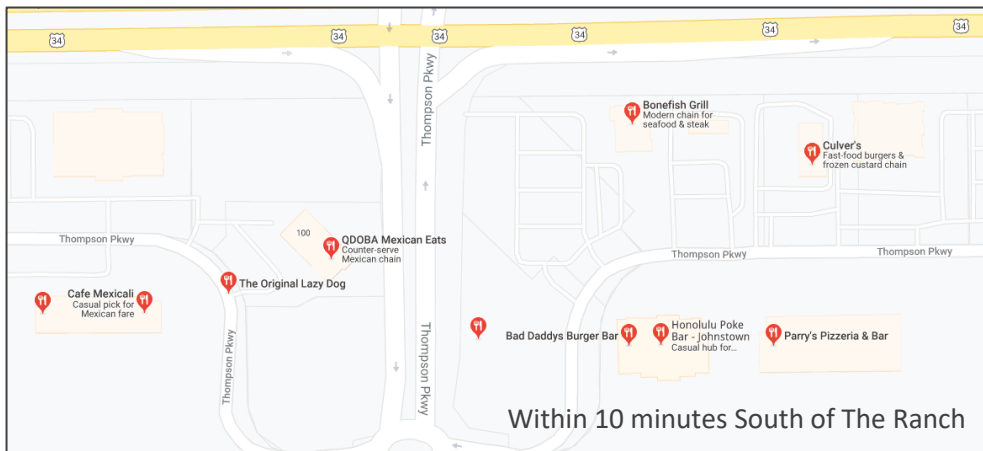 34
34
34
34
34
34
Thompson Pkwy
Bonefish Grill
Modern chain for
seafood & steak
Culver's
Fast-food burgers &
frozen custard chain
Thompson Pkwy
100
QDOBA Mexican Eats
Counter-serve
Mexican chain
Thompson Pkwy
Thompson Pkwy
The Original Lazy Dog
Cafe Mexicali
Casual pick for
Mexican fare
Thompson Pkwy
Thompson Pkwy
Bad Daddys Burger Bar
Honolulu Poke
Bar - Johnstown
Casual hub for...
Parry's Pizzeria & Bar
Within 10 minutes South of The Ranch